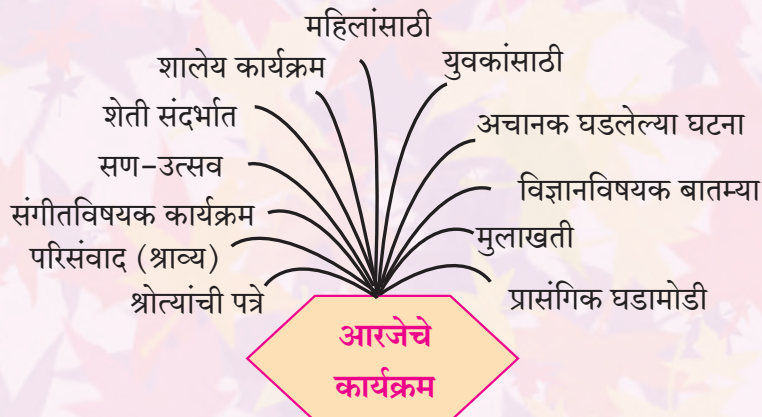 महिलांसाठी
शालेय कार्यक्रम
युवकांसाठी
शेती संदर्भात
अचानक घडलेल्या घटना
सण-उत्सव
विज्ञानविषयक बातम्या
संगीतविषयक कार्यक्रम
मुलाखती
परिसंवाद (श्राव्य)
श्रोत्यांची पत्रे
प्रासंगिक घडामोडी
आरजेचे
कार्यक्रम